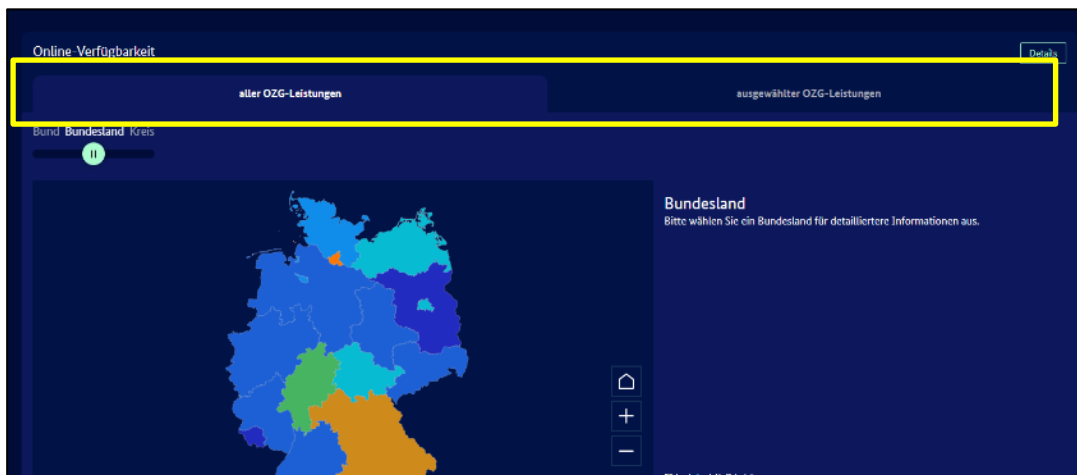 Online-Verfügbarkeit
Details
aller OZG-Leistungen
ausgewählter OZG-Leistungen
Bund Bundesland Kreis
Bundesland
Bitte wählen Sie ein Bundesland für detailliertere Informationen aus.